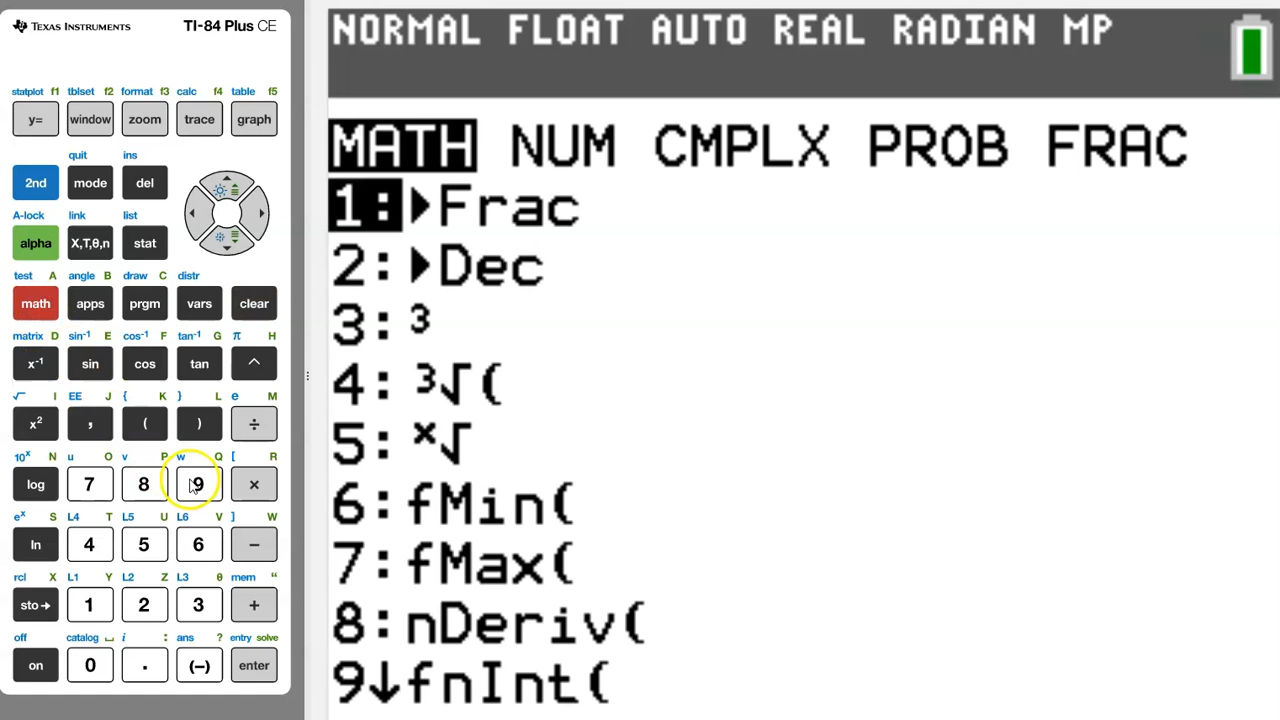 TEXAS INSTRUMENTS TI-84 Plus CE
statplot f1 tblset f2 format f3 calc f4 table f5
y= window zoom trace graph
quit ins
2nd mode del
A-lock link list
alpha X,T,θ,n stat
test A angle B draw C distr
math apps prgm vars clear
matrix D sin-1 E cos-1 F tan-1 G π H
x-1 sin cos tan ^
√ I EE J { K } L e M
x² , ( ) ÷
10ˣ N u O v P w Q [ R
log 7 8 9 ×
eˣ S L4 T L5 U L6 V ] W
ln 4 5 6 −
rcl X L1 Y L2 Z L3 θ mem "
sto→ 1 2 3 +
off catalog ␣ i : ans ? entry solve
on 0 . (−) enter
NORMAL FLOAT AUTO REAL RADIAN MP
MATH NUM CMPLX PROB FRAC
1:▶Frac
2:▶Dec
3:³
4:³√(
5:ˣ√
6:fMin(
7:fMax(
8:nDeriv(
9↓fnInt(